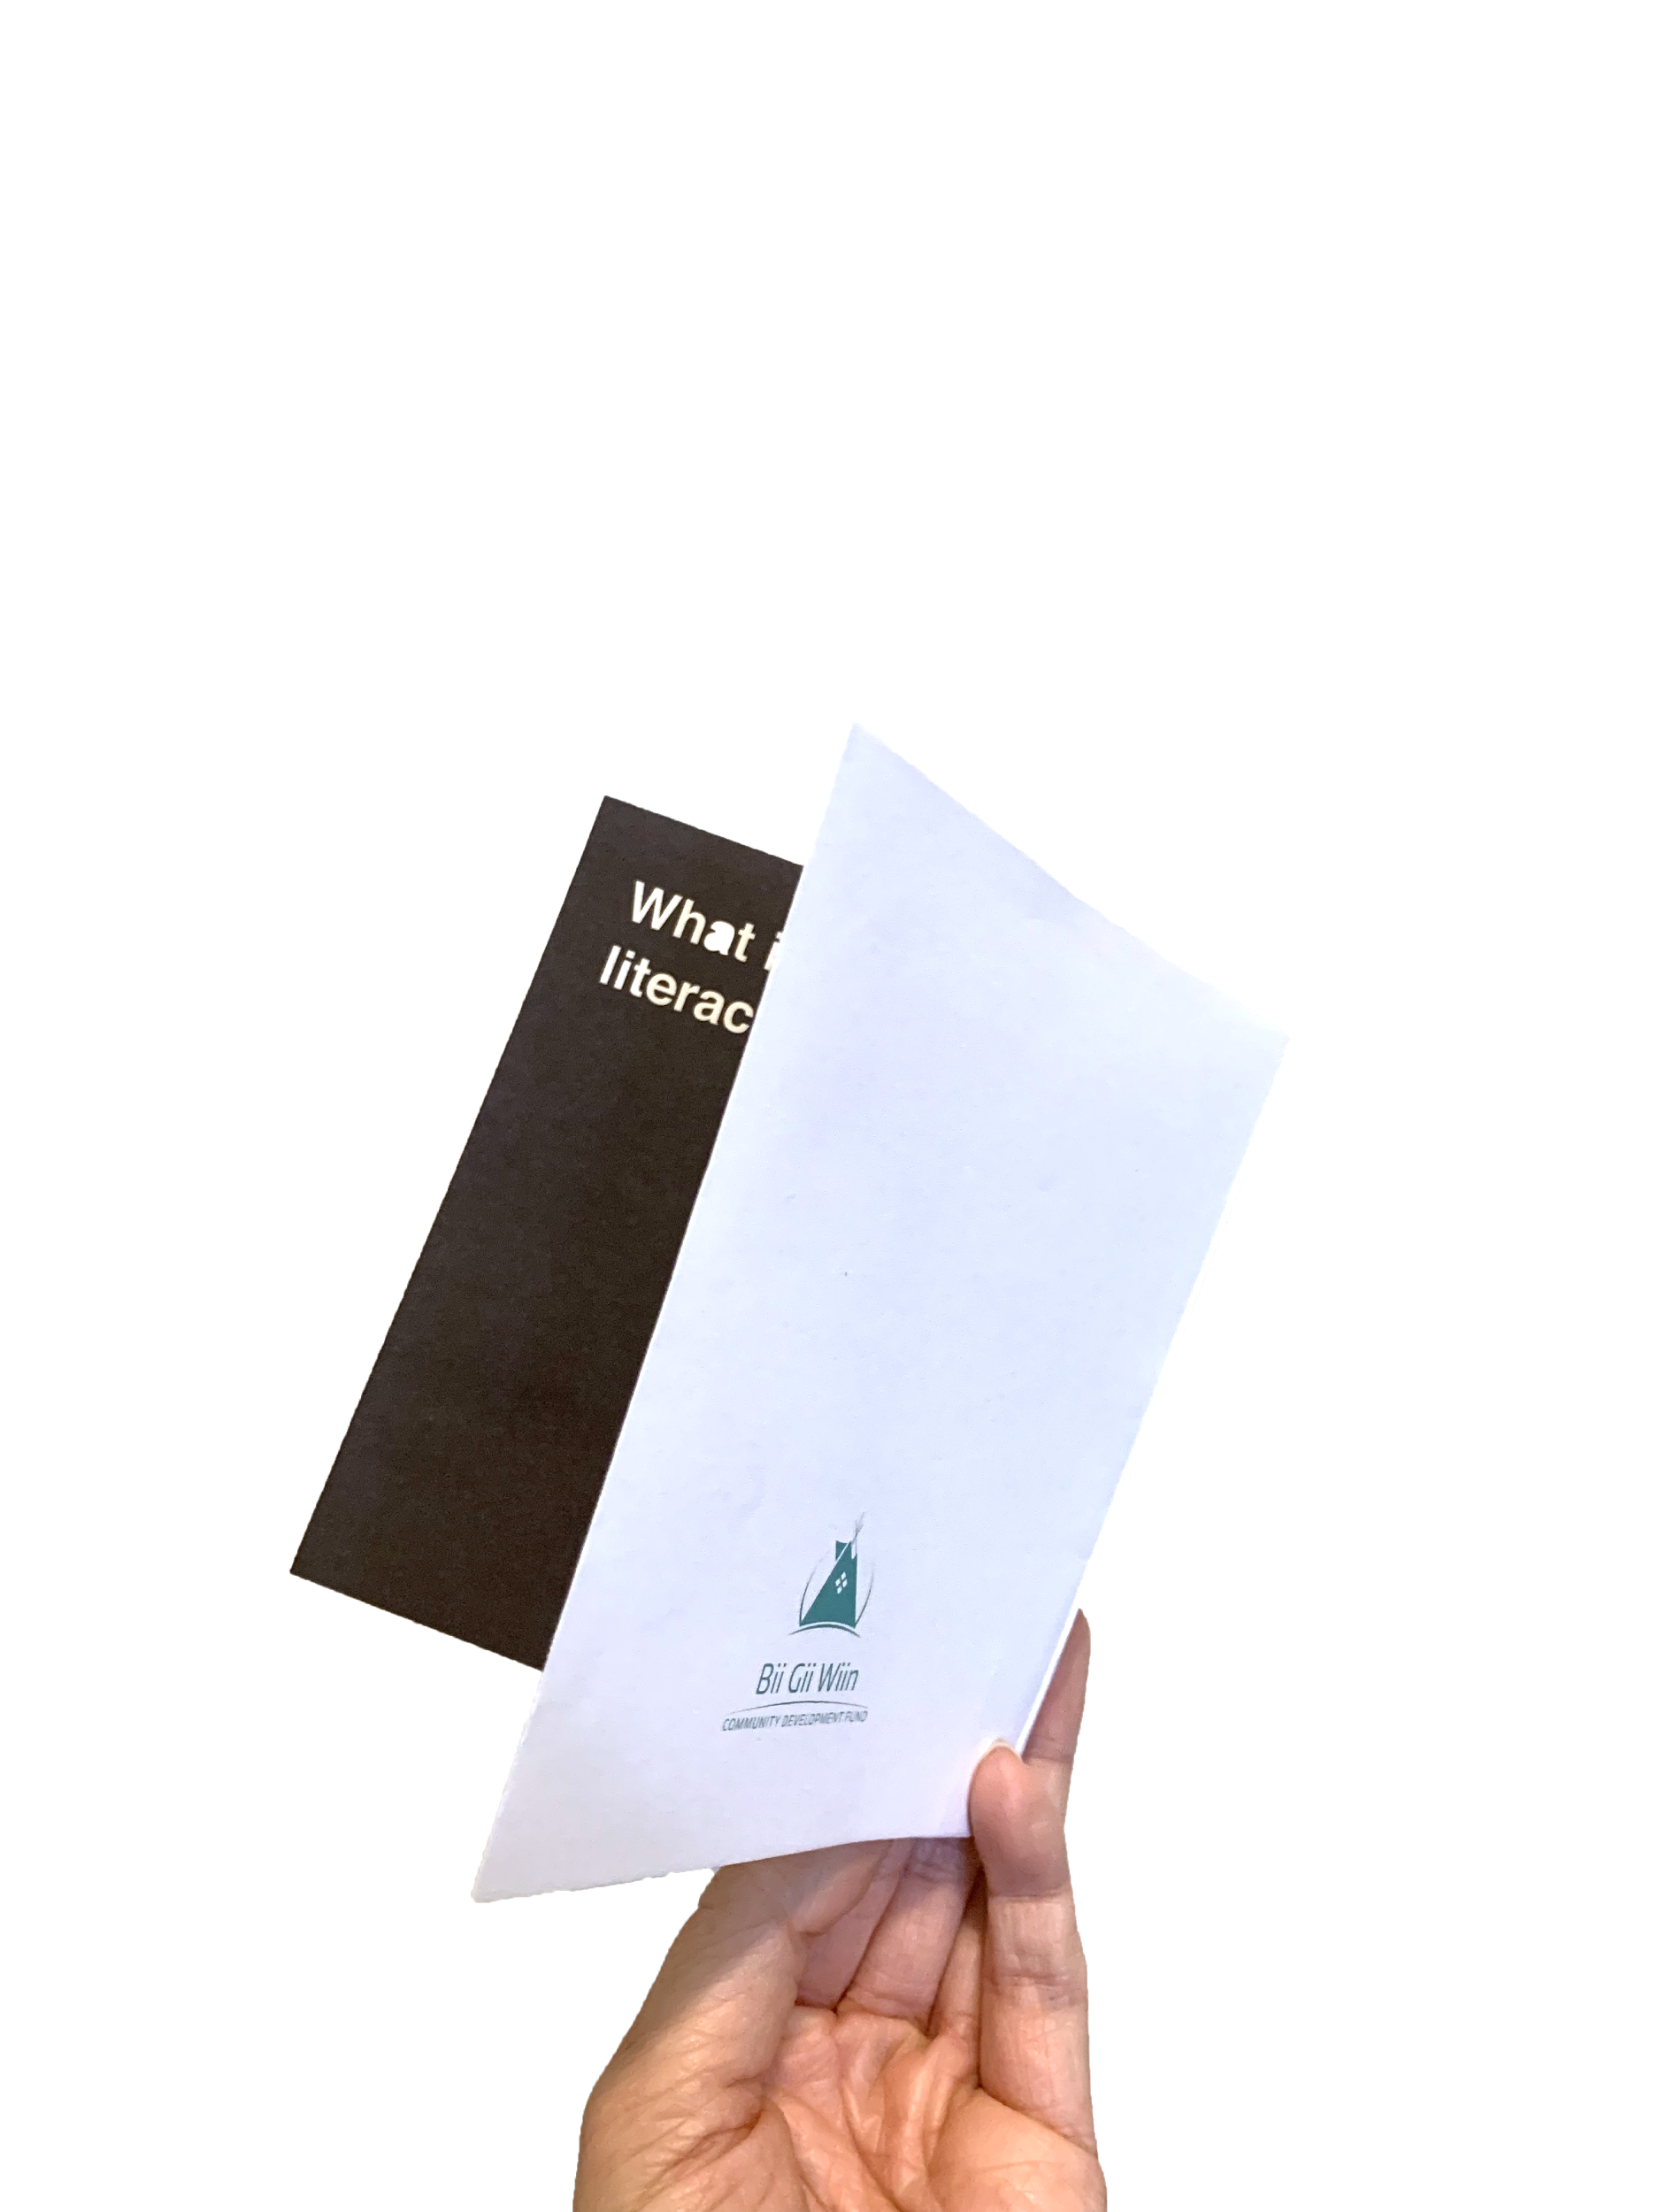 What i
literac
Bii Gii Wiin
COMMUNITY DEVELOPMENT FUND